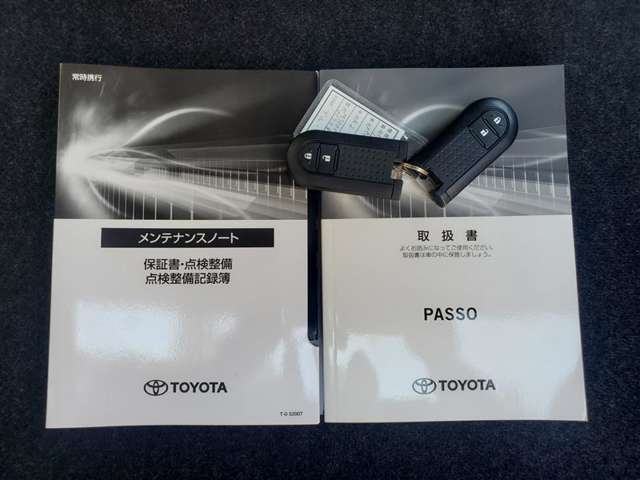 常時携行
メンテナンスノート
保証書・点検整備
点検整備記録簿
TOYOTA
取扱書
よくお読みになってご使用ください。
取扱書は車の中に保管しましょう。
PASSO
TOYOTA